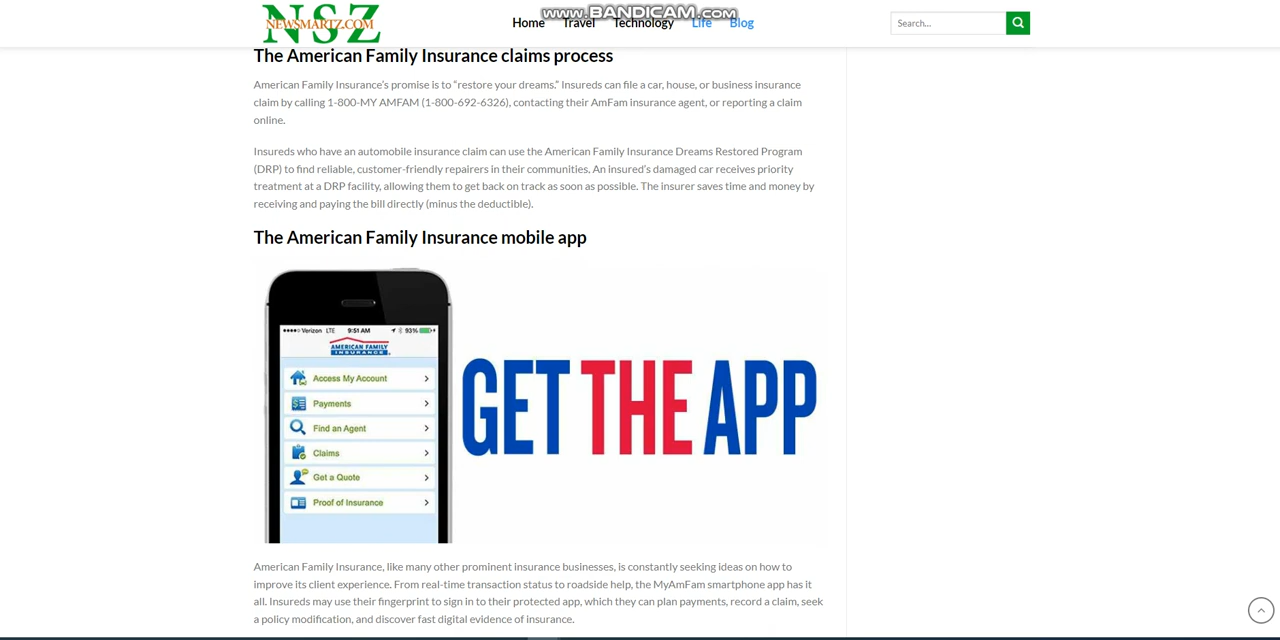 NSZ
NEWSMARTZ.COM
www.BANDICAM.com
Home Travel Technology Life Blog
Search...
The American Family Insurance claims process
American Family Insurance’s promise is to “restore your dreams.” Insureds can file a car, house, or business insurance
claim by calling 1-800-MY AMFAM (1-800-692-6326), contacting their AmFam insurance agent, or reporting a claim
online.
Insureds who have an automobile insurance claim can use the American Family Insurance Dreams Restored Program
(DRP) to find reliable, customer-friendly repairers in their communities. An insured’s damaged car receives priority
treatment at a DRP facility, allowing them to get back on track as soon as possible. The insurer saves time and money by
receiving and paying the bill directly (minus the deductible).
The American Family Insurance mobile app
Verizon LTE 9:51 AM 93%
AMERICAN FAMILY
INSURANCE
Access My Account
Payments
Find an Agent
Claims
Get a Quote
Proof of Insurance
GET THE APP
American Family Insurance, like many other prominent insurance businesses, is constantly seeking ideas on how to
improve its client experience. From real-time transaction status to roadside help, the MyAmFam smartphone app has it
all. Insureds may use their fingerprint to sign in to their protected app, which they can plan payments, record a claim, seek
a policy modification, and discover fast digital evidence of insurance.